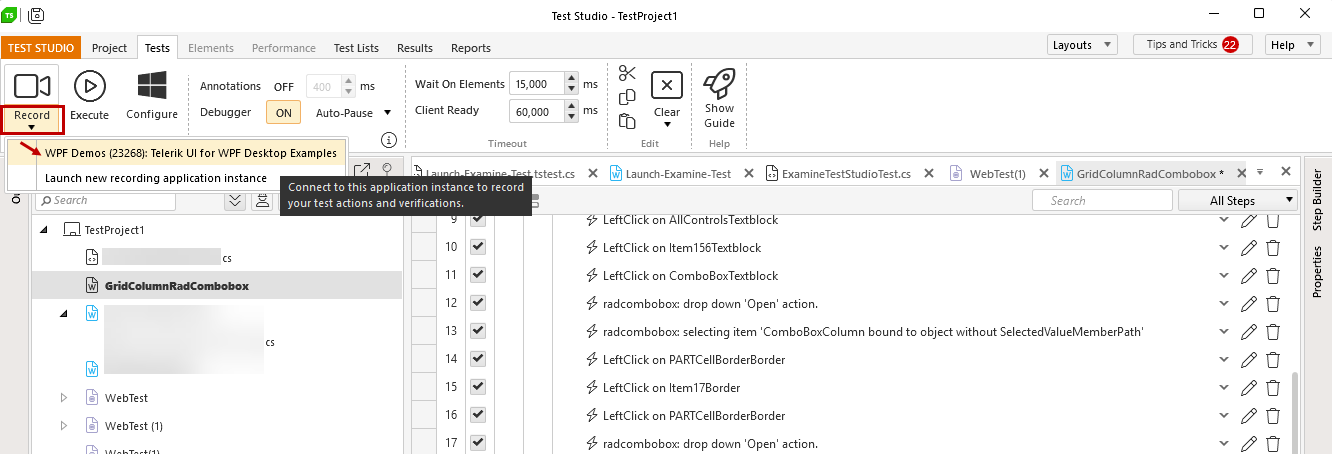 TS
Test Studio - TestProject1
TEST STUDIO Project Tests Elements Performance Test Lists Results Reports
Layouts Tips and Tricks 22 Help
Record Execute Configure
Annotations OFF 400 ms
Debugger ON Auto-Pause
Wait On Elements 15,000 ms
Client Ready 60,000 ms
Timeout
Clear
Edit
Show
Guide
Help
WPF Demos (23268): Telerik UI for WPF Desktop Examples
Launch new recording application instance
Connect to this application instance to record
your test actions and verifications.
Launch-Examine-Test.tstest.cs Launch-Examine-Test ExamineTestStudioTest.cs WebTest(1) GridColumnRadCombobox *
Search
Search All Steps
Step Builder
Properties
TestProject1
cs
GridColumnRadCombobox
cs
WebTest
WebTest (1)
WebTest(1)
9 LeftClick on AllControlsTextblock
10 LeftClick on Item156Textblock
11 LeftClick on ComboBoxTextblock
12 radcombobox: drop down 'Open' action.
13 radcombobox: selecting item 'ComboBoxColumn bound to object without SelectedValueMemberPath'
14 LeftClick on PARTCellBorderBorder
15 LeftClick on Item17Border
16 LeftClick on PARTCellBorderBorder
17 radcombobox: drop down 'Open' action.